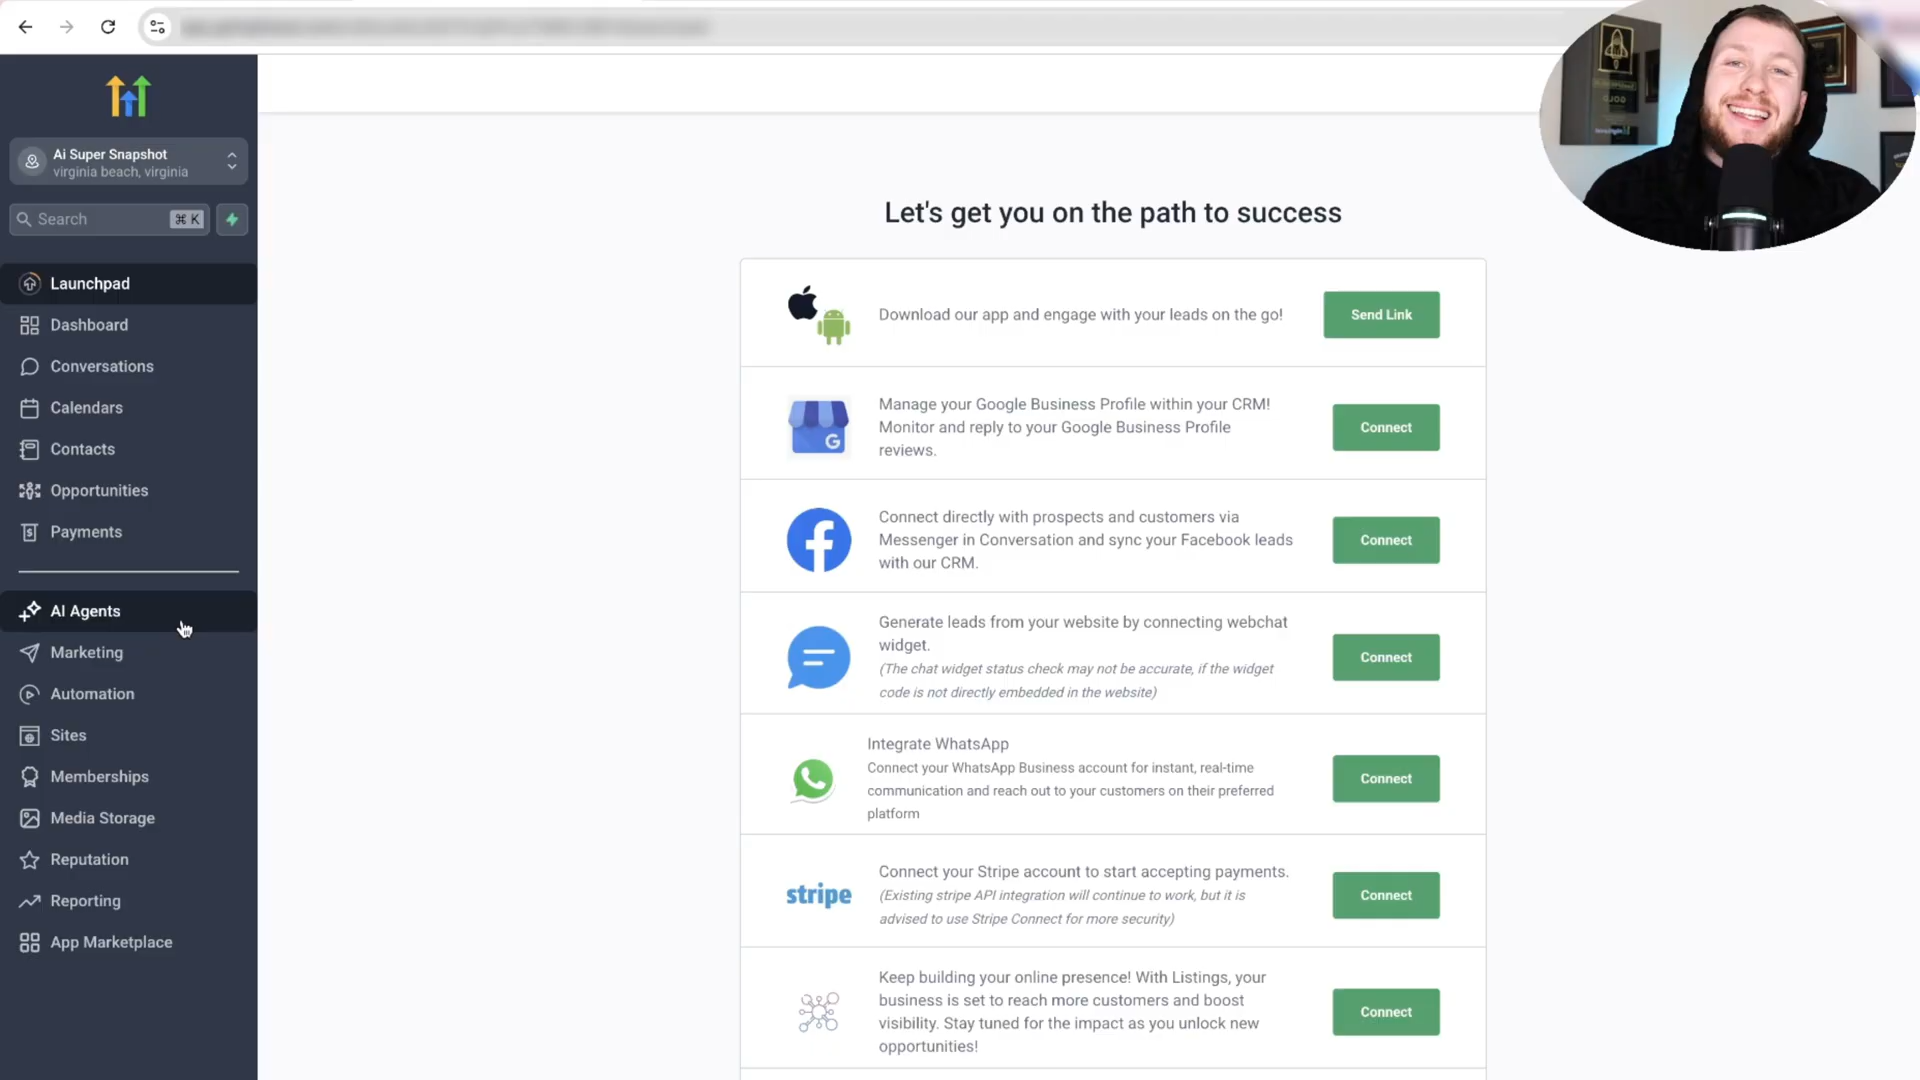 Ai Super Snapshot
virginia beach, virginia
Search
⌘ K
Launchpad
Dashboard
Conversations
Calendars
Contacts
Opportunities
Payments
AI Agents
Marketing
Automation
Sites
Memberships
Media Storage
Reputation
Reporting
App Marketplace
Let's get you on the path to success
Download our app and engage with your leads on the go!
Send Link
Manage your Google Business Profile within your CRM!
Monitor and reply to your Google Business Profile
reviews.
Connect
Connect directly with prospects and customers via
Messenger in Conversation and sync your Facebook leads
with our CRM.
Connect
Generate leads from your website by connecting webchat
widget.
(The chat widget status check may not be accurate, if the widget
code is not directly embedded in the website)
Connect
Integrate WhatsApp
Connect your WhatsApp Business account for instant, real-time
communication and reach out to your customers on their preferred
platform
Connect
stripe
Connect your Stripe account to start accepting payments.
(Existing stripe API integration will continue to work, but it is
advised to use Stripe Connect for more security)
Connect
Keep building your online presence! With Listings, your
business is set to reach more customers and boost
visibility. Stay tuned for the impact as you unlock new
opportunities!
Connect